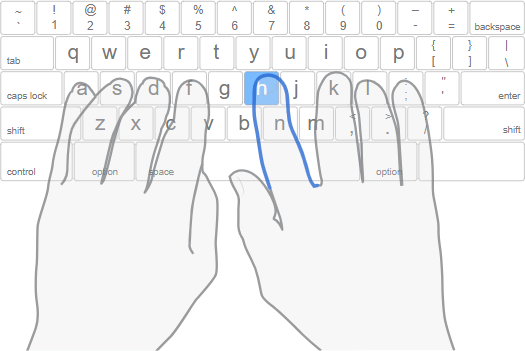 ~ ! @ # $ % ^ & * ( ) – +
` 1 2 3 4 5 6 7 8 9 0 - = backspace
tab q w e r t y u i o p { [ } ] | \
caps lock a s d f g h j k l : ; " ' enter
shift z x c v b n m < , > . ? / shift
control option space option